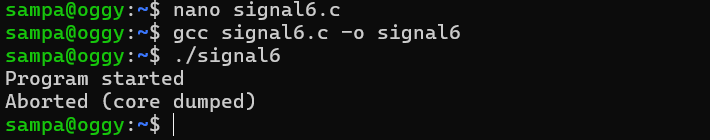 sampa@oggy:~$ nano signal6.c
sampa@oggy:~$ gcc signal6.c -o signal6
sampa@oggy:~$ ./signal6
Program started
Aborted (core dumped)
sampa@oggy:~$